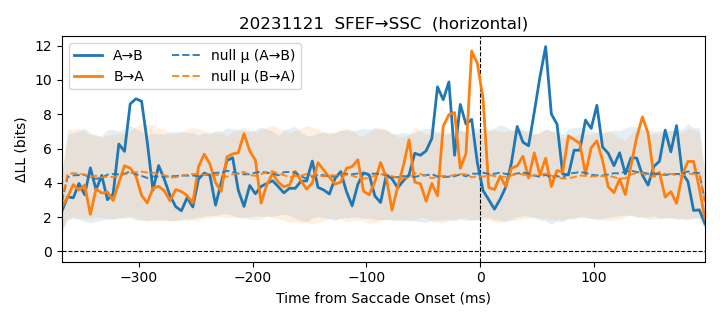 20231121  SFEF→SSC  (horizontal)
A→B
B→A
null μ (A→B)
null μ (B→A)
ΔLL (bits)
12
10
8
6
4
2
0
−300
−200
−100
0
100
Time from Saccade Onset (ms)